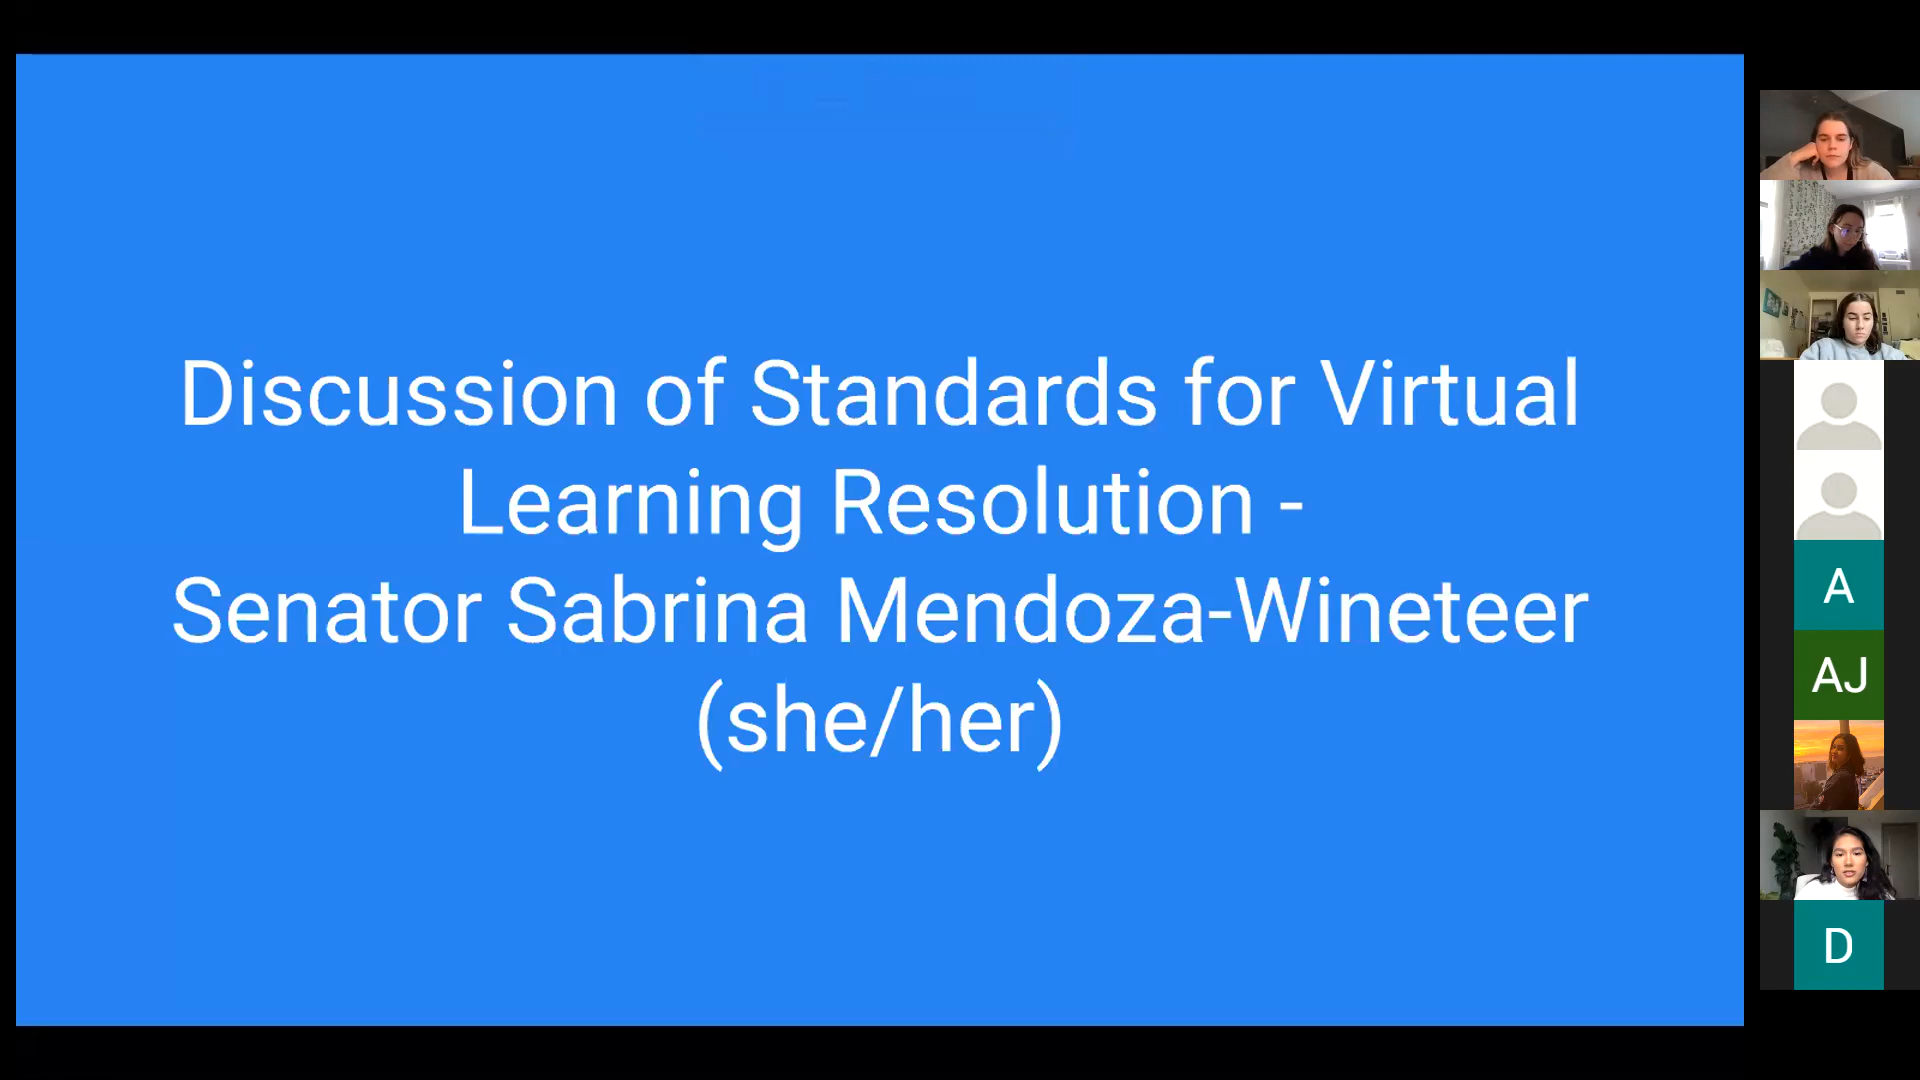 Discussion of Standards for Virtual
Learning Resolution -
Senator Sabrina Mendoza-Wineteer
(she/her)
A
AJ
D